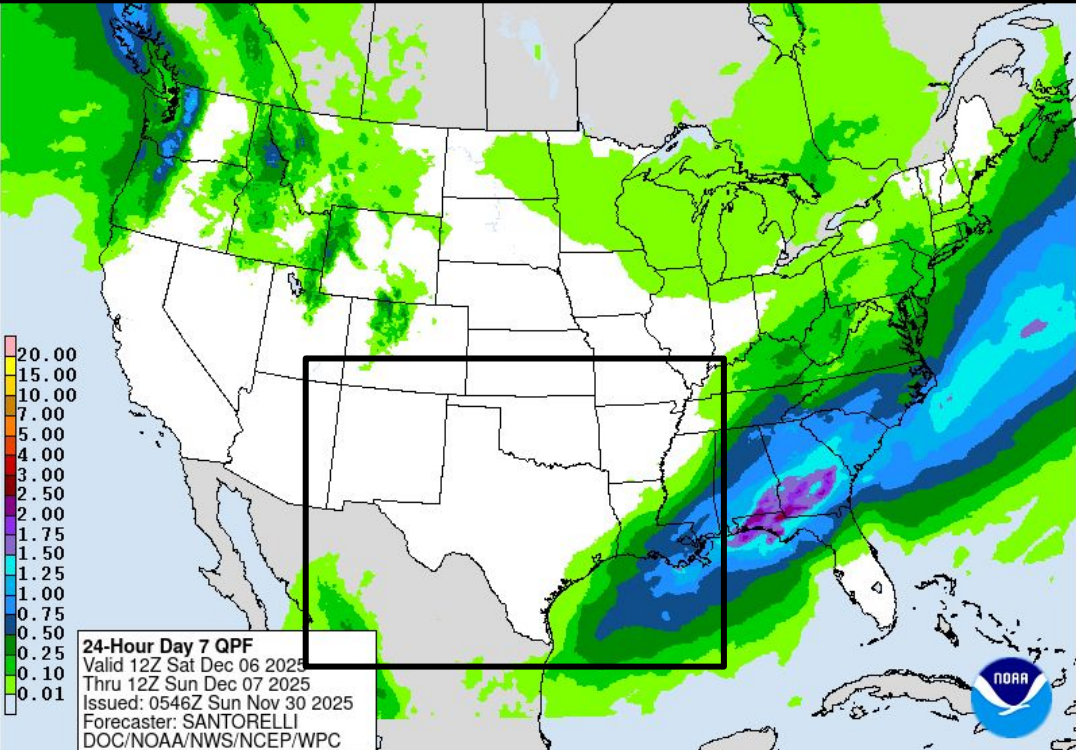 20.00
15.00
10.00
7.00
5.00
4.00
3.00
2.50
2.00
1.75
1.50
1.25
1.00
0.75
0.50
0.25
0.10
0.01
24-Hour Day 7 QPF
Valid 12Z Sat Dec 06 2025
Thru 12Z Sun Dec 07 2025
Issued: 0546Z Sun Nov 30 2025
Forecaster: SANTORELLI
DOC/NOAA/NWS/NCEP/WPC
NOAA